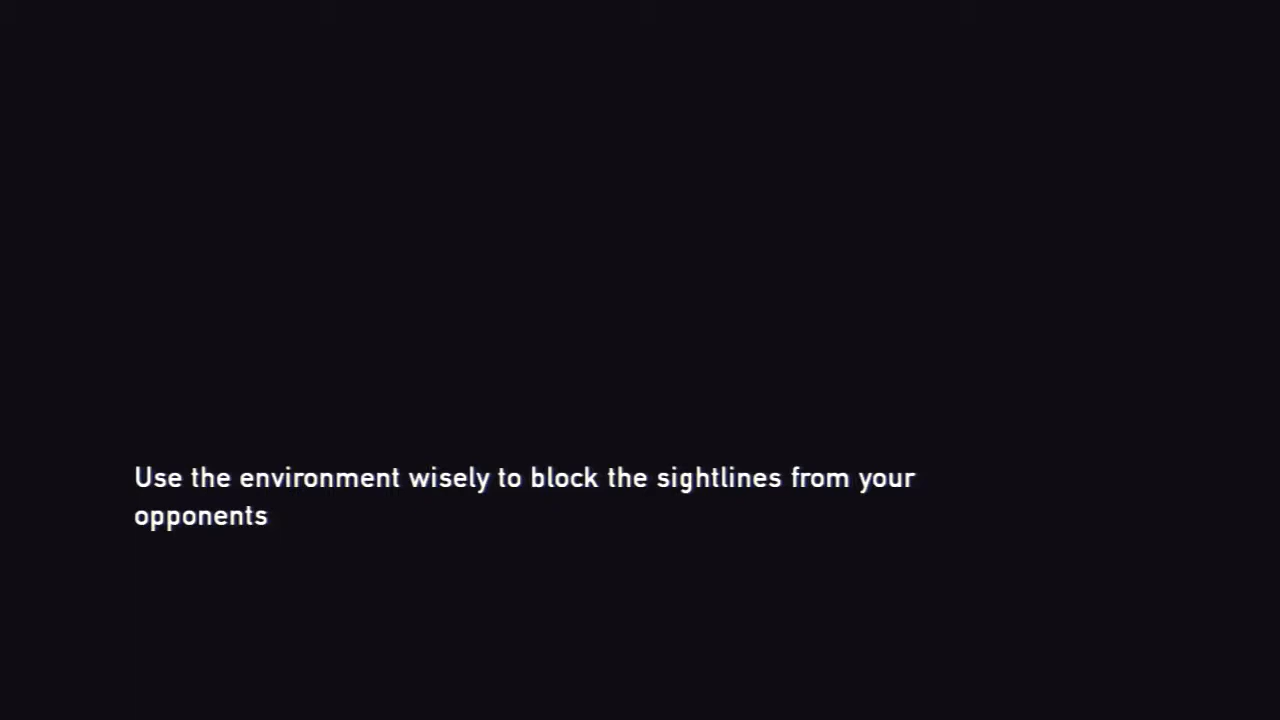 Use the environment wisely to block the sightlines from your
opponents